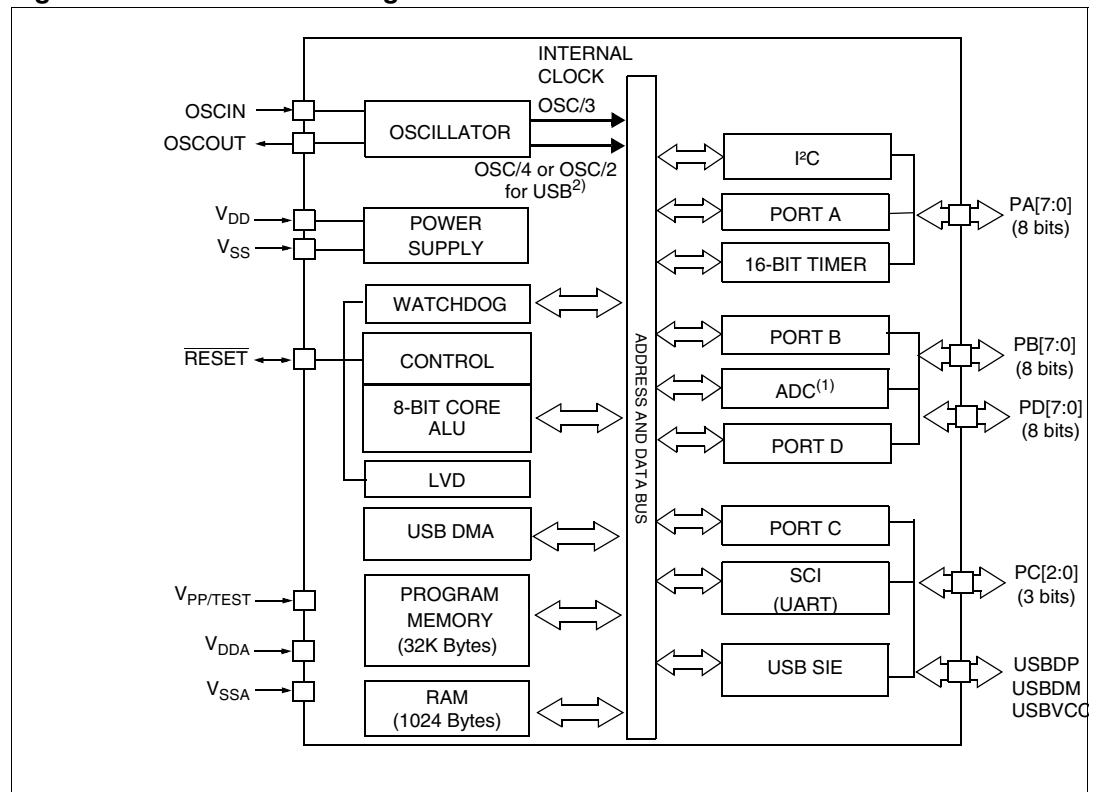 INTERNAL
CLOCK
OSCIN
OSCOUT
OSCILLATOR
OSC/3
OSC/4 or OSC/2
for USB2)
VDD
VSS
POWER
SUPPLY
WATCHDOG
RESET
CONTROL
8-BIT CORE
ALU
LVD
USB DMA
VPP/TEST
VDDA
VSSA
PROGRAM
MEMORY
(32K Bytes)
RAM
(1024 Bytes)
ADDRESS AND DATA BUS
I²C
PORT A
16-BIT TIMER
PA[7:0]
(8 bits)
PORT B
ADC(1)
PORT D
PB[7:0]
(8 bits)
PD[7:0]
(8 bits)
PORT C
SCI
(UART)
USB SIE
PC[2:0]
(3 bits)
USBDP
USBDM
USBVCC